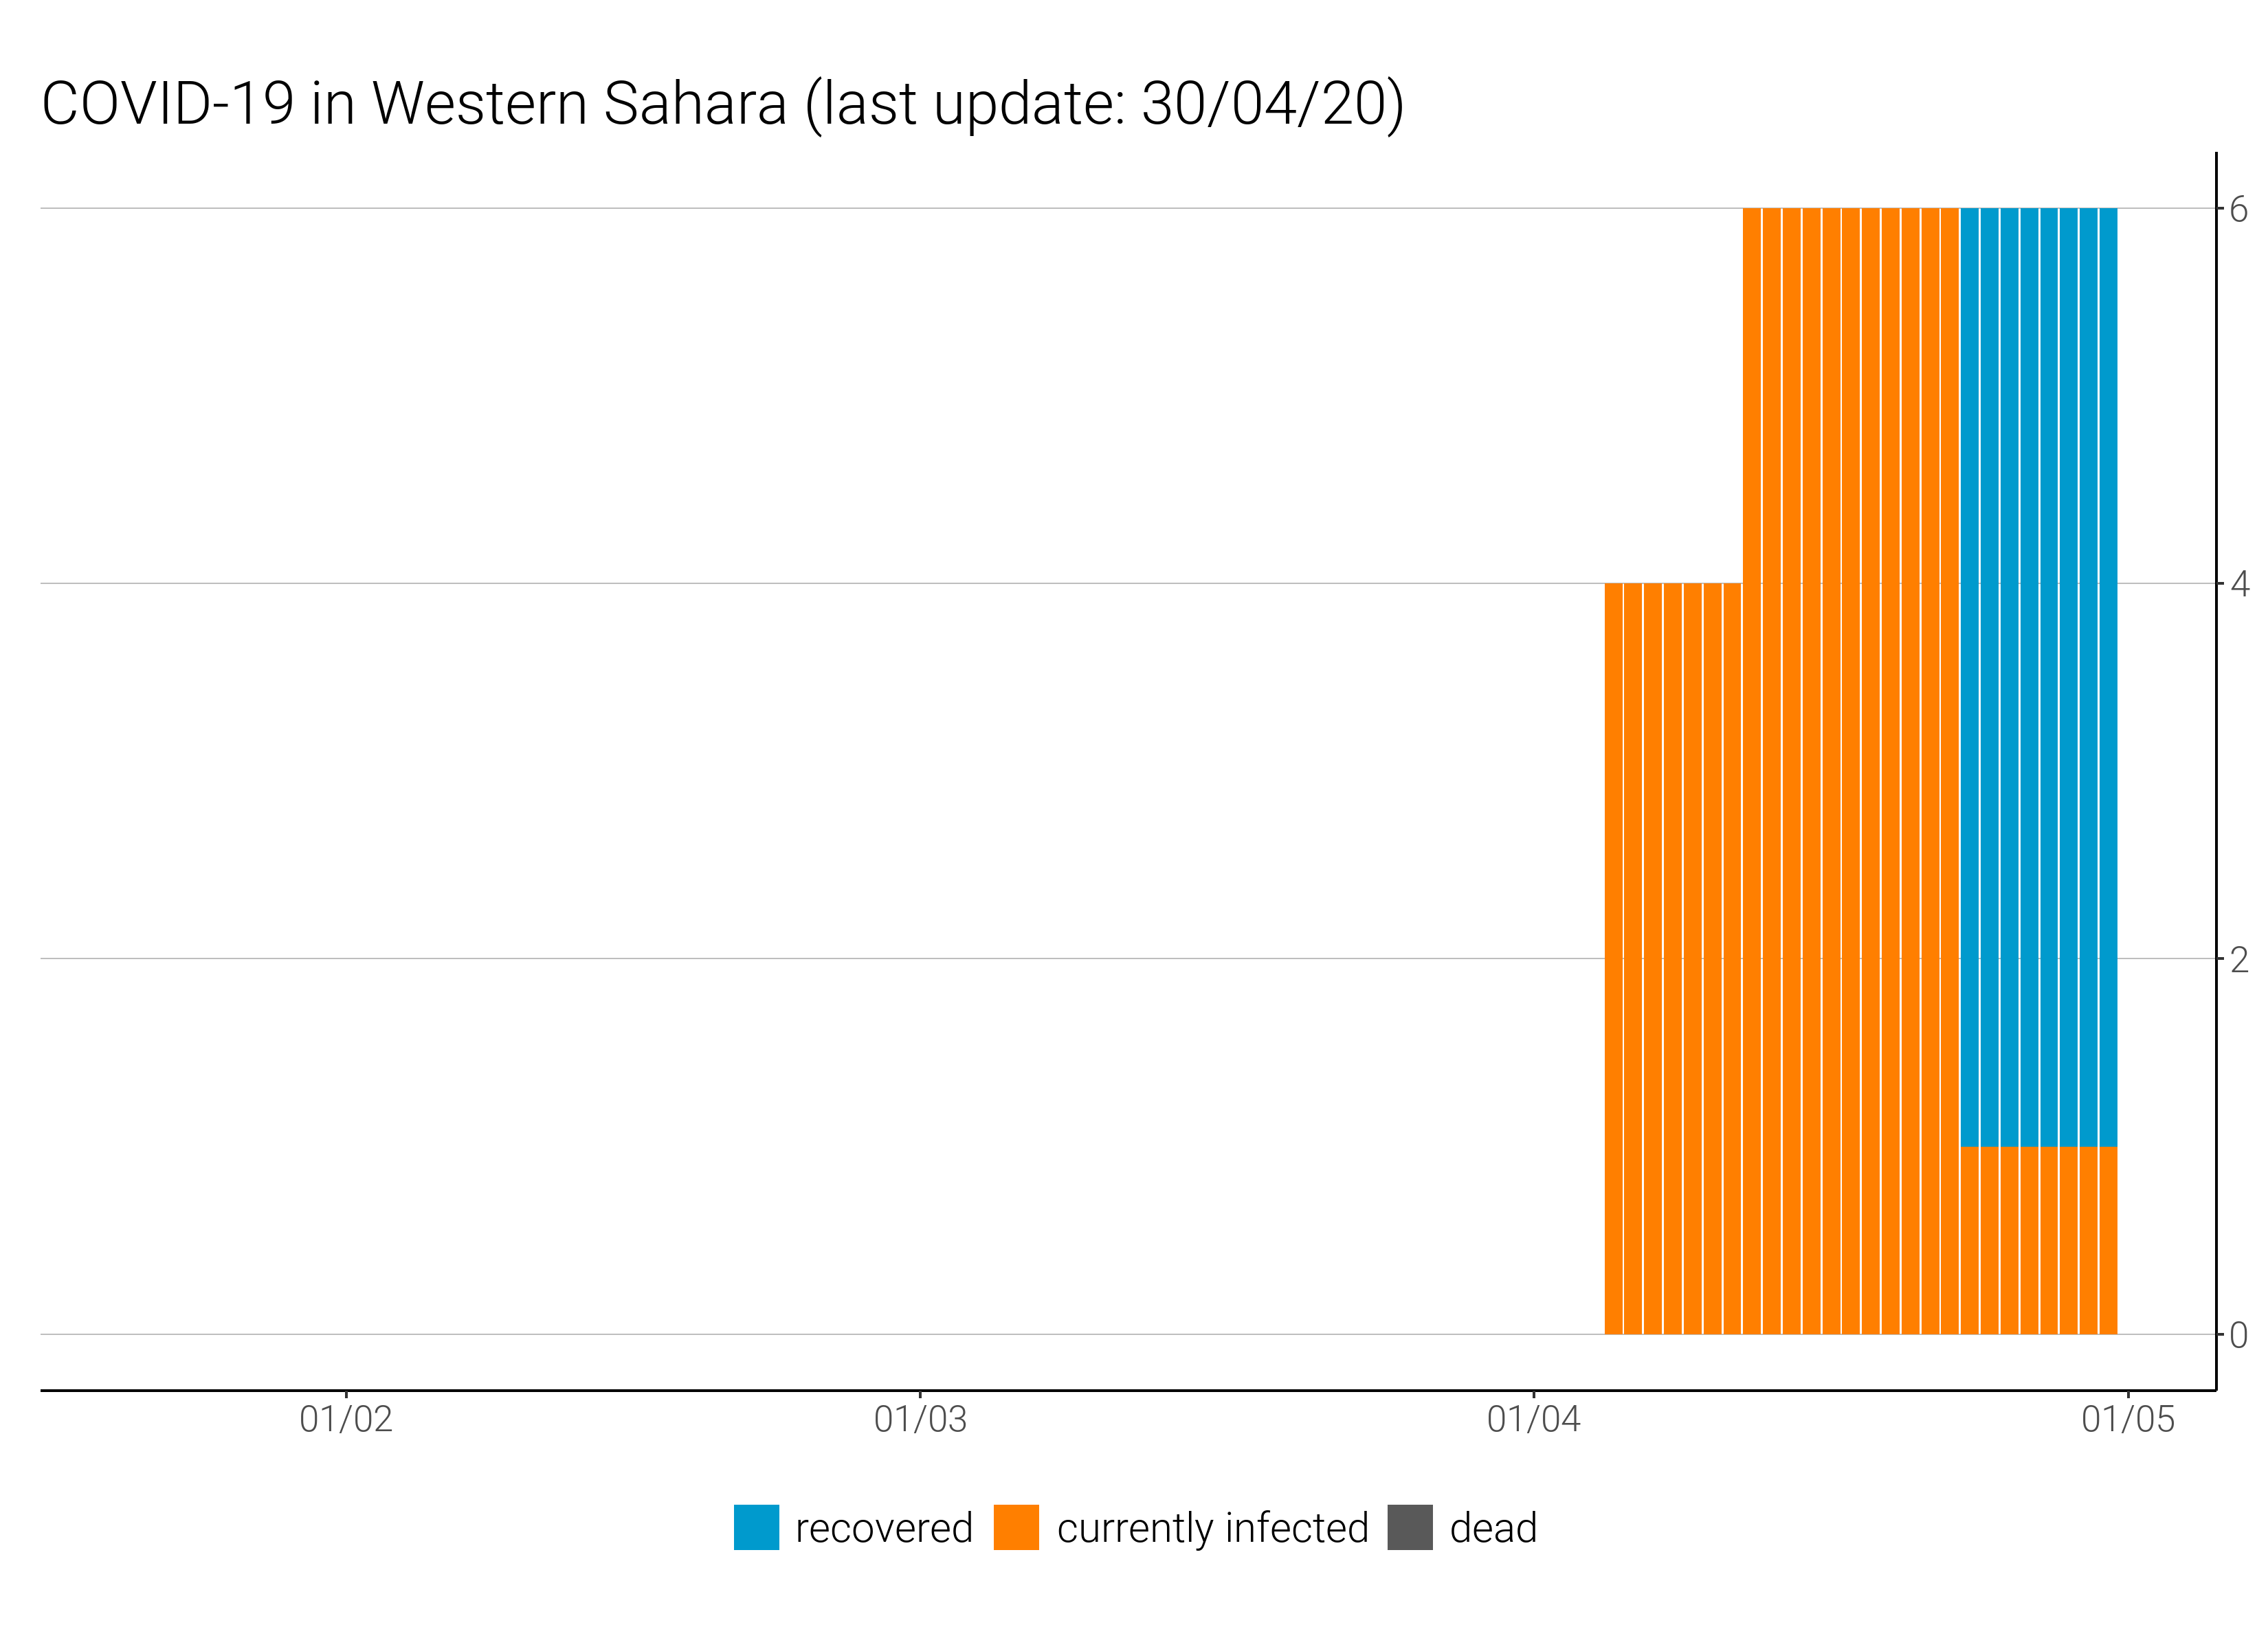 COVID-19 in Western Sahara (last update: 30/04/20)
6
4
2
0
01/02 01/03 01/04 01/05
recovered currently infected dead